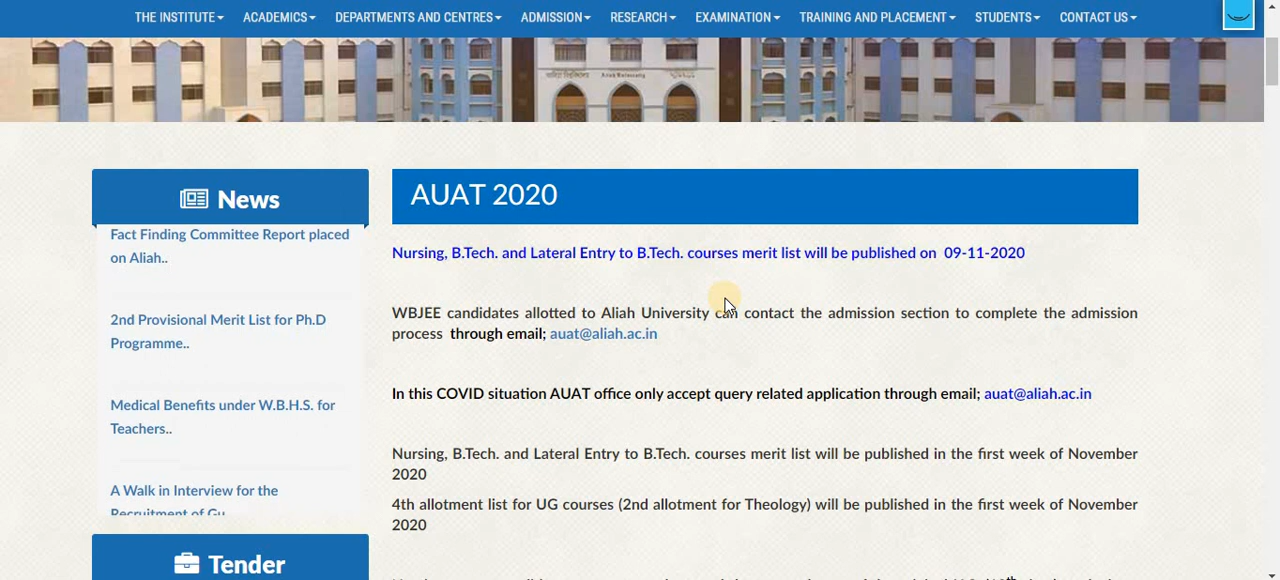 THE INSTITUTE ACADEMICS DEPARTMENTS AND CENTRES ADMISSION RESEARCH EXAMINATION TRAINING AND PLACEMENT STUDENTS CONTACT US
Aliah University
News
Fact Finding Committee Report placed
on Aliah..
2nd Provisional Merit List for Ph.D
Programme..
Medical Benefits under W.B.H.S. for
Teachers..
A Walk in Interview for the
Recruitment of Gu
Tender
AUAT 2020
Nursing, B.Tech. and Lateral Entry to B.Tech. courses merit list will be published on 09-11-2020
WBJEE candidates allotted to Aliah University can contact the admission section to complete the admission
process through email; auat@aliah.ac.in
In this COVID situation AUAT office only accept query related application through email; auat@aliah.ac.in
Nursing, B.Tech. and Lateral Entry to B.Tech. courses merit list will be published in the first week of November
2020
4th allotment list for UG courses (2nd allotment for Theology) will be published in the first week of November
2020